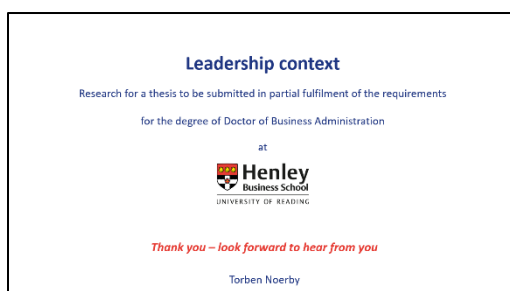 Leadership context
Research for a thesis to be submitted in partial fulfilment of the requirements
for the degree of Doctor of Business Administration
at
Henley
Business School
UNIVERSITY OF READING
Thank you – look forward to hear from you
Torben Noerby